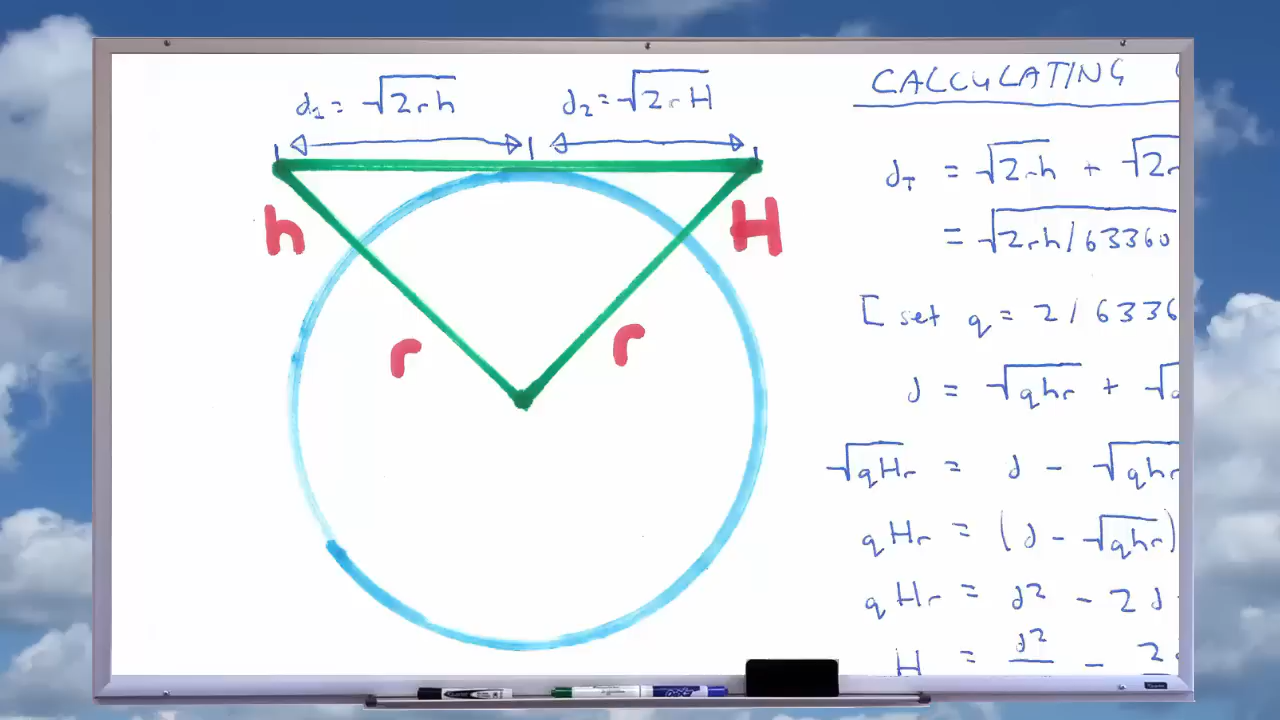 d₁ = √2rh
d₂ = √2rH
h
H
r
r
CALCULATING
d_T = √2rh + √2r
= √2rh/63360
[set q = 2/6336
d = √qhr + √
√qHr = d - √qhr
qHr = (d - √qhr)
qHr = d² - 2d
H = d² - 2